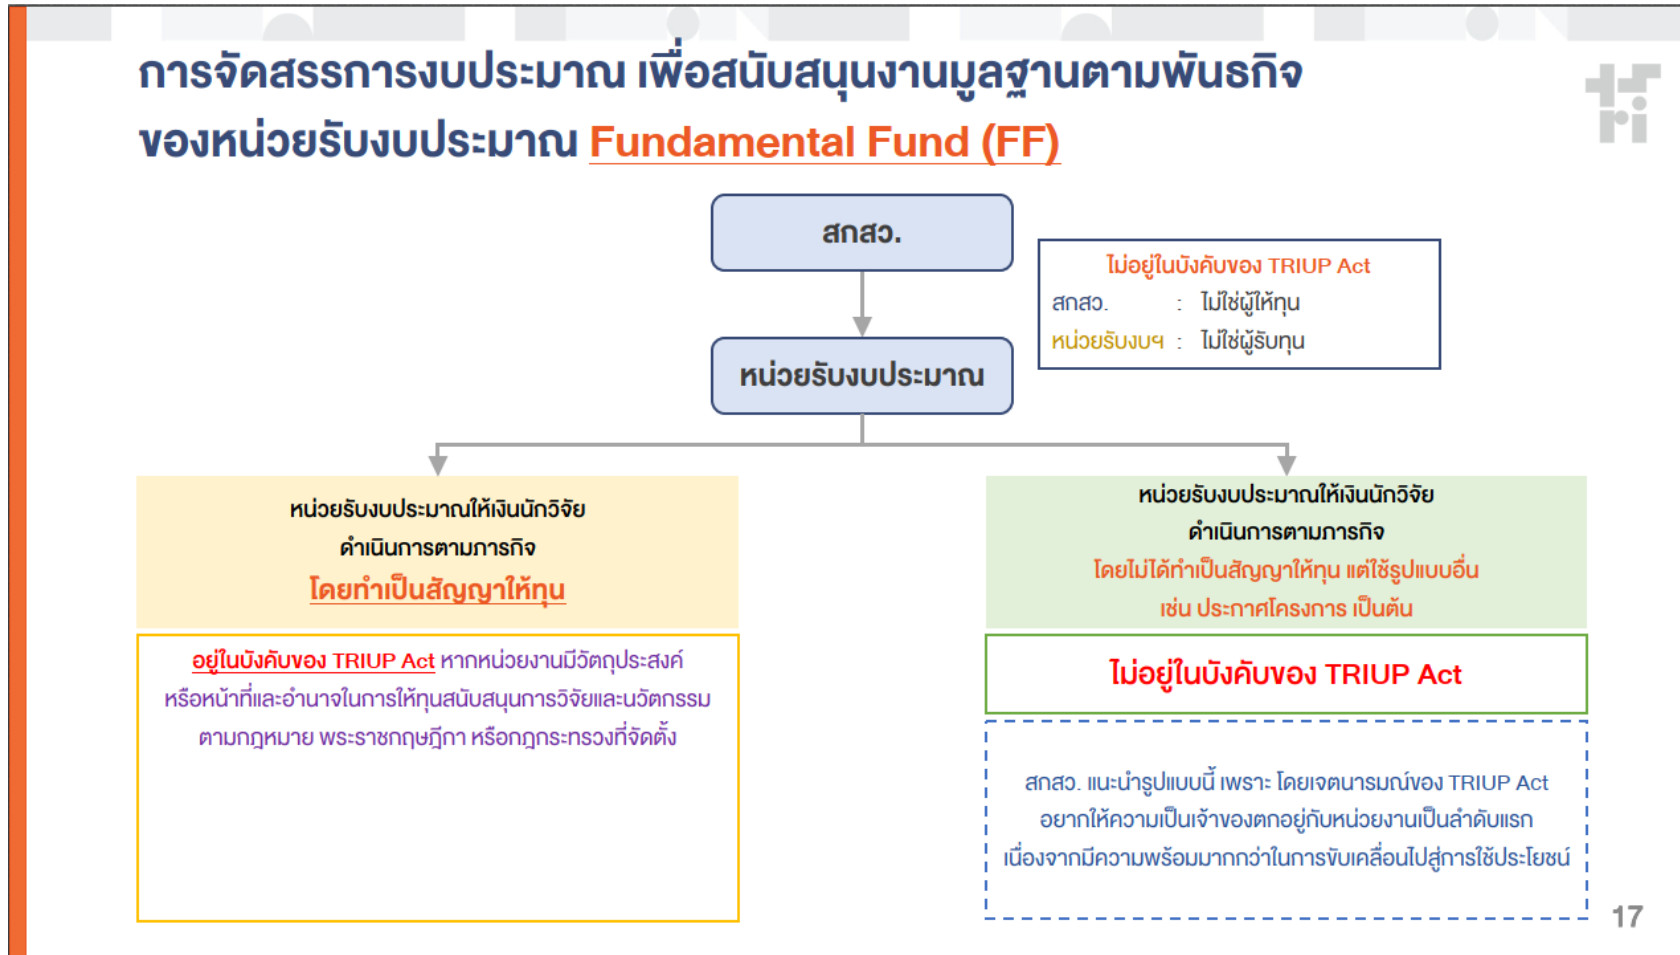 การจัดสรรการงบประมาณ เพื่อสนับสนุนงานมูลฐานตามพันธกิจ
ของหน่วยรับงบประมาณ Fundamental Fund (FF)
สกสว.
ไม่อยู่ในบังคับของ TRIUP Act
สกสว. : ไม่ใช่ผู้ให้ทุน
หน่วยรับงบฯ : ไม่ใช่ผู้รับทุน
หน่วยรับงบประมาณ
หน่วยรับงบประมาณให้เงินนักวิจัย
ดำเนินการตามภารกิจ
โดยทำเป็นสัญญาให้ทุน
อยู่ในบังคับของ TRIUP Act หากหน่วยงานมีวัตถุประสงค์
หรือหน้าที่และอำนาจในการให้ทุนสนับสนุนการวิจัยและนวัตกรรม
ตามกฎหมาย พระราชกฤษฎีกา หรือกฎกระทรวงที่จัดตั้ง
หน่วยรับงบประมาณให้เงินนักวิจัย
ดำเนินการตามภารกิจ
โดยไม่ได้ทำเป็นสัญญาให้ทุน แต่ใช้รูปแบบอื่น
เช่น ประกาศโครงการ เป็นต้น
ไม่อยู่ในบังคับของ TRIUP Act
สกสว. แนะนำรูปแบบนี้ เพราะ โดยเจตนารมณ์ของ TRIUP Act
อยากให้ความเป็นเจ้าของตกอยู่กับหน่วยงานเป็นลำดับแรก
เนื่องจากมีความพร้อมมากกว่าในการขับเคลื่อนไปสู่การใช้ประโยชน์
17
tsri